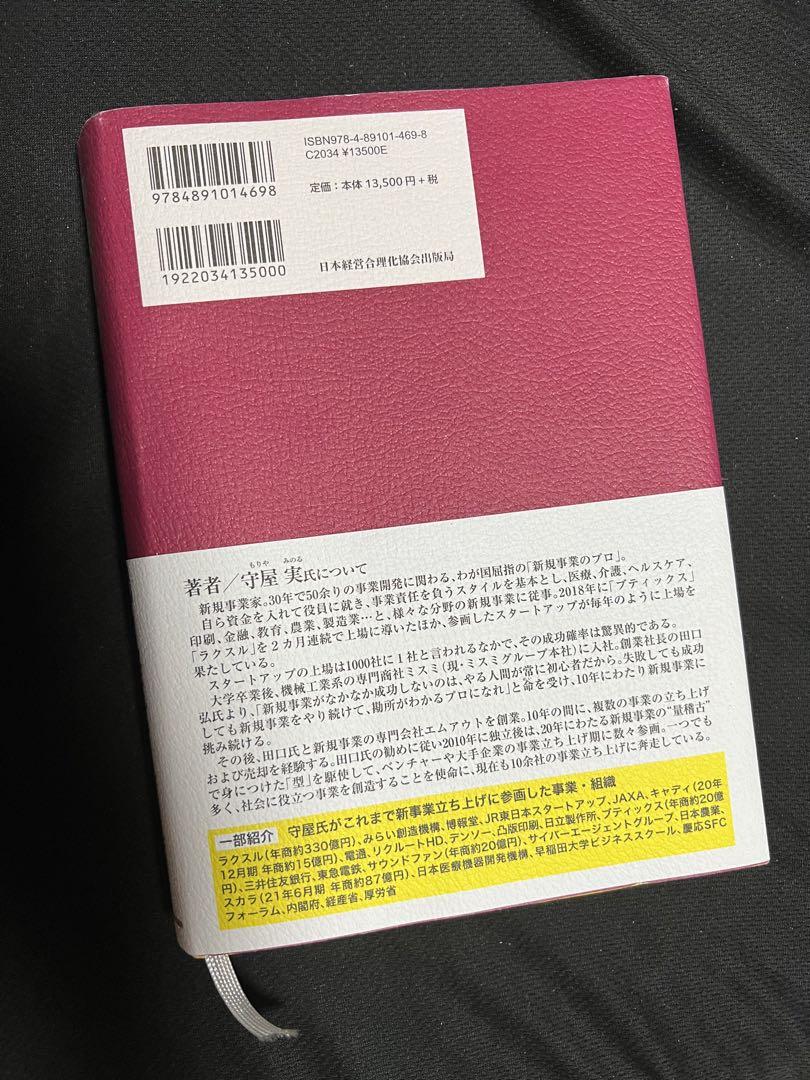 ISBN978-4-89101-469-8
C2034 ¥13500E
9784891014698
定価：本体 13,500円＋税
1922034135000
日本経営合理化協会出版局
もりや みのる
著者／守屋 実氏について
新規事業家。30年で50余りの事業開発に関わる、わが国屈指の「新規事業のプロ」。
自ら資金を入れて役員に就き、事業責任を負うスタイルを基本とし、医療、介護、ヘルスケア、
印刷、金融、教育、農業、製造業…と、様々な分野の新規事業に従事。2018年に「ブティックス」
「ラクスル」を2カ月連続で上場に導いたほか、参画したスタートアップが毎年のように上場を
果たしている。
スタートアップの上場は1000社に1社と言われるなかで、その成功確率は驚異的である。
大学卒業後、機械工業系の専門商社ミスミ（現・ミスミグループ本社）に入社。創業社長の田口
弘氏より、「新規事業がなかなか成功しないのは、やる人間が常に初心者だから。失敗しても成功
しても新規事業をやり続けて、勘所がわかるプロになれ」と命を受け、10年にわたり新規事業に
挑み続ける。
その後、田口氏と新規事業の専門会社エムアウトを創業。10年の間に、複数の事業の立ち上げ
および売却を経験する。田口氏の勧めに従い2010年に独立後は、20年にわたる新規事業の“量稽古”
で身につけた「型」を駆使して、ベンチャーや大手企業の事業立ち上げ期に数々参画。一つでも
多く、社会に役立つ事業を創造することを使命に、現在も10余社の事業立ち上げに奔走している。
一部紹介 守屋氏がこれまで新事業立ち上げに参画した事業・組織
ラクスル（年商約330億円）、みらい創造機構、博報堂、JR東日本スタートアップ、JAXA、キャディ（20年
12月期 年商約15億円）、電通、リクルートHD、デンソー、凸版印刷、日立製作所、ブティックス（年商約20億
円）、三井住友銀行、東急電鉄、サウンドファン（年商約20億円）、サイバーエージェントグループ、日本農業、
スカラ（21年6月期 年商約87億円）、日本医療機器開発機構、早稲田大学ビジネススクール、慶応SFC
フォーラム、内閣府、経産省、厚労省